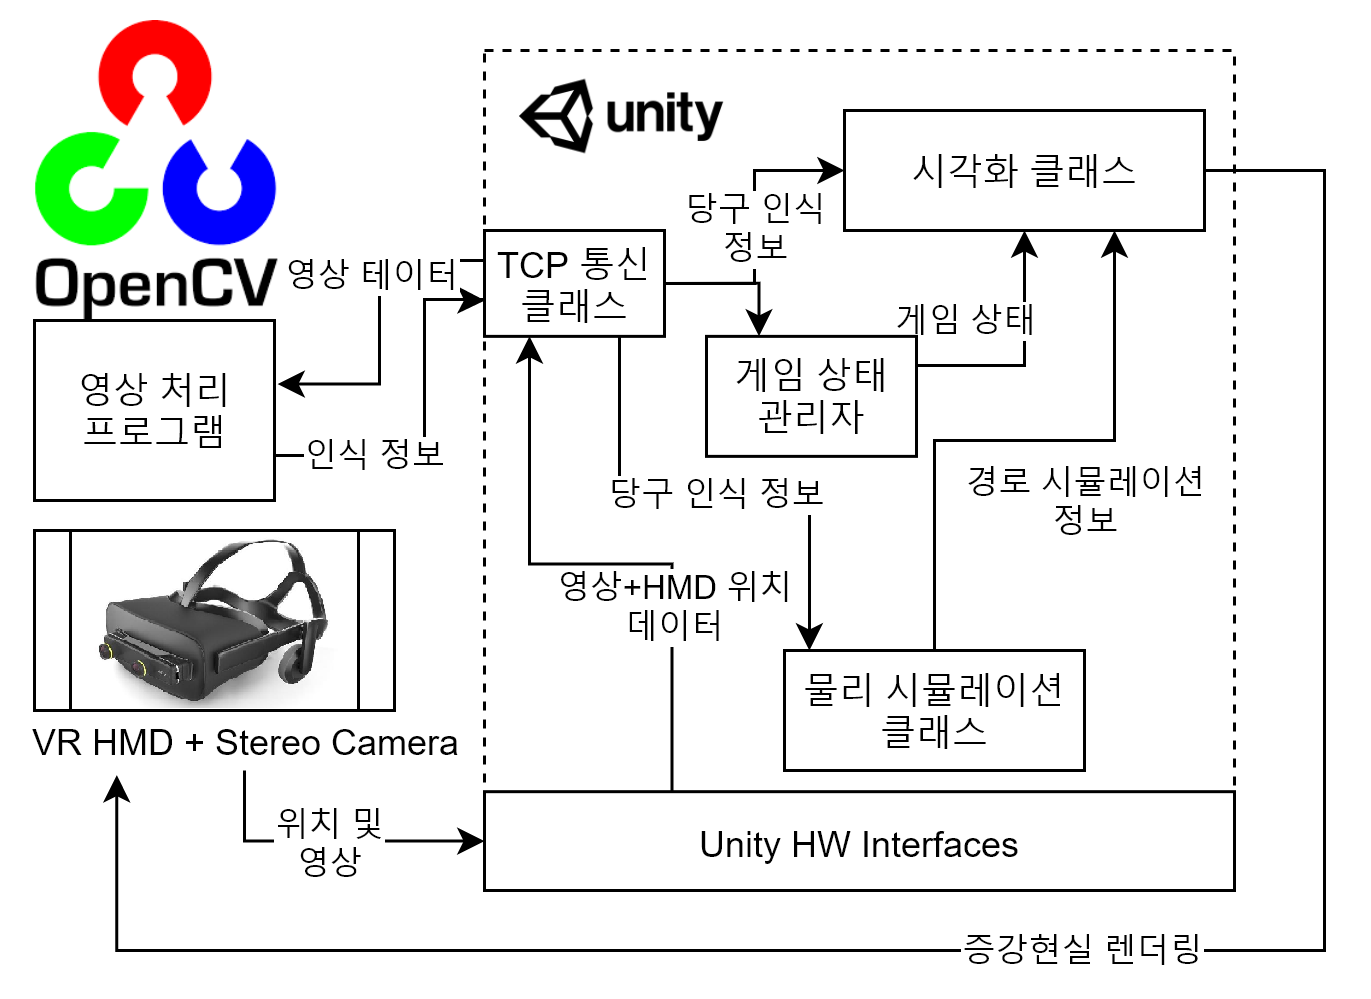 OpenCV
unity
시각화 클래스
당구 인식
정보
TCP 통신
클래스
영상 테이터
게임 상태
게임 상태
관리자
영상 처리
프로그램
인식 정보
당구 인식 정보
경로 시뮬레이션
정보
영상+HMD 위치
데이터
물리 시뮬레이션
클래스
VR HMD + Stereo Camera
위치 및
영상
Unity HW Interfaces
증강현실 렌더링